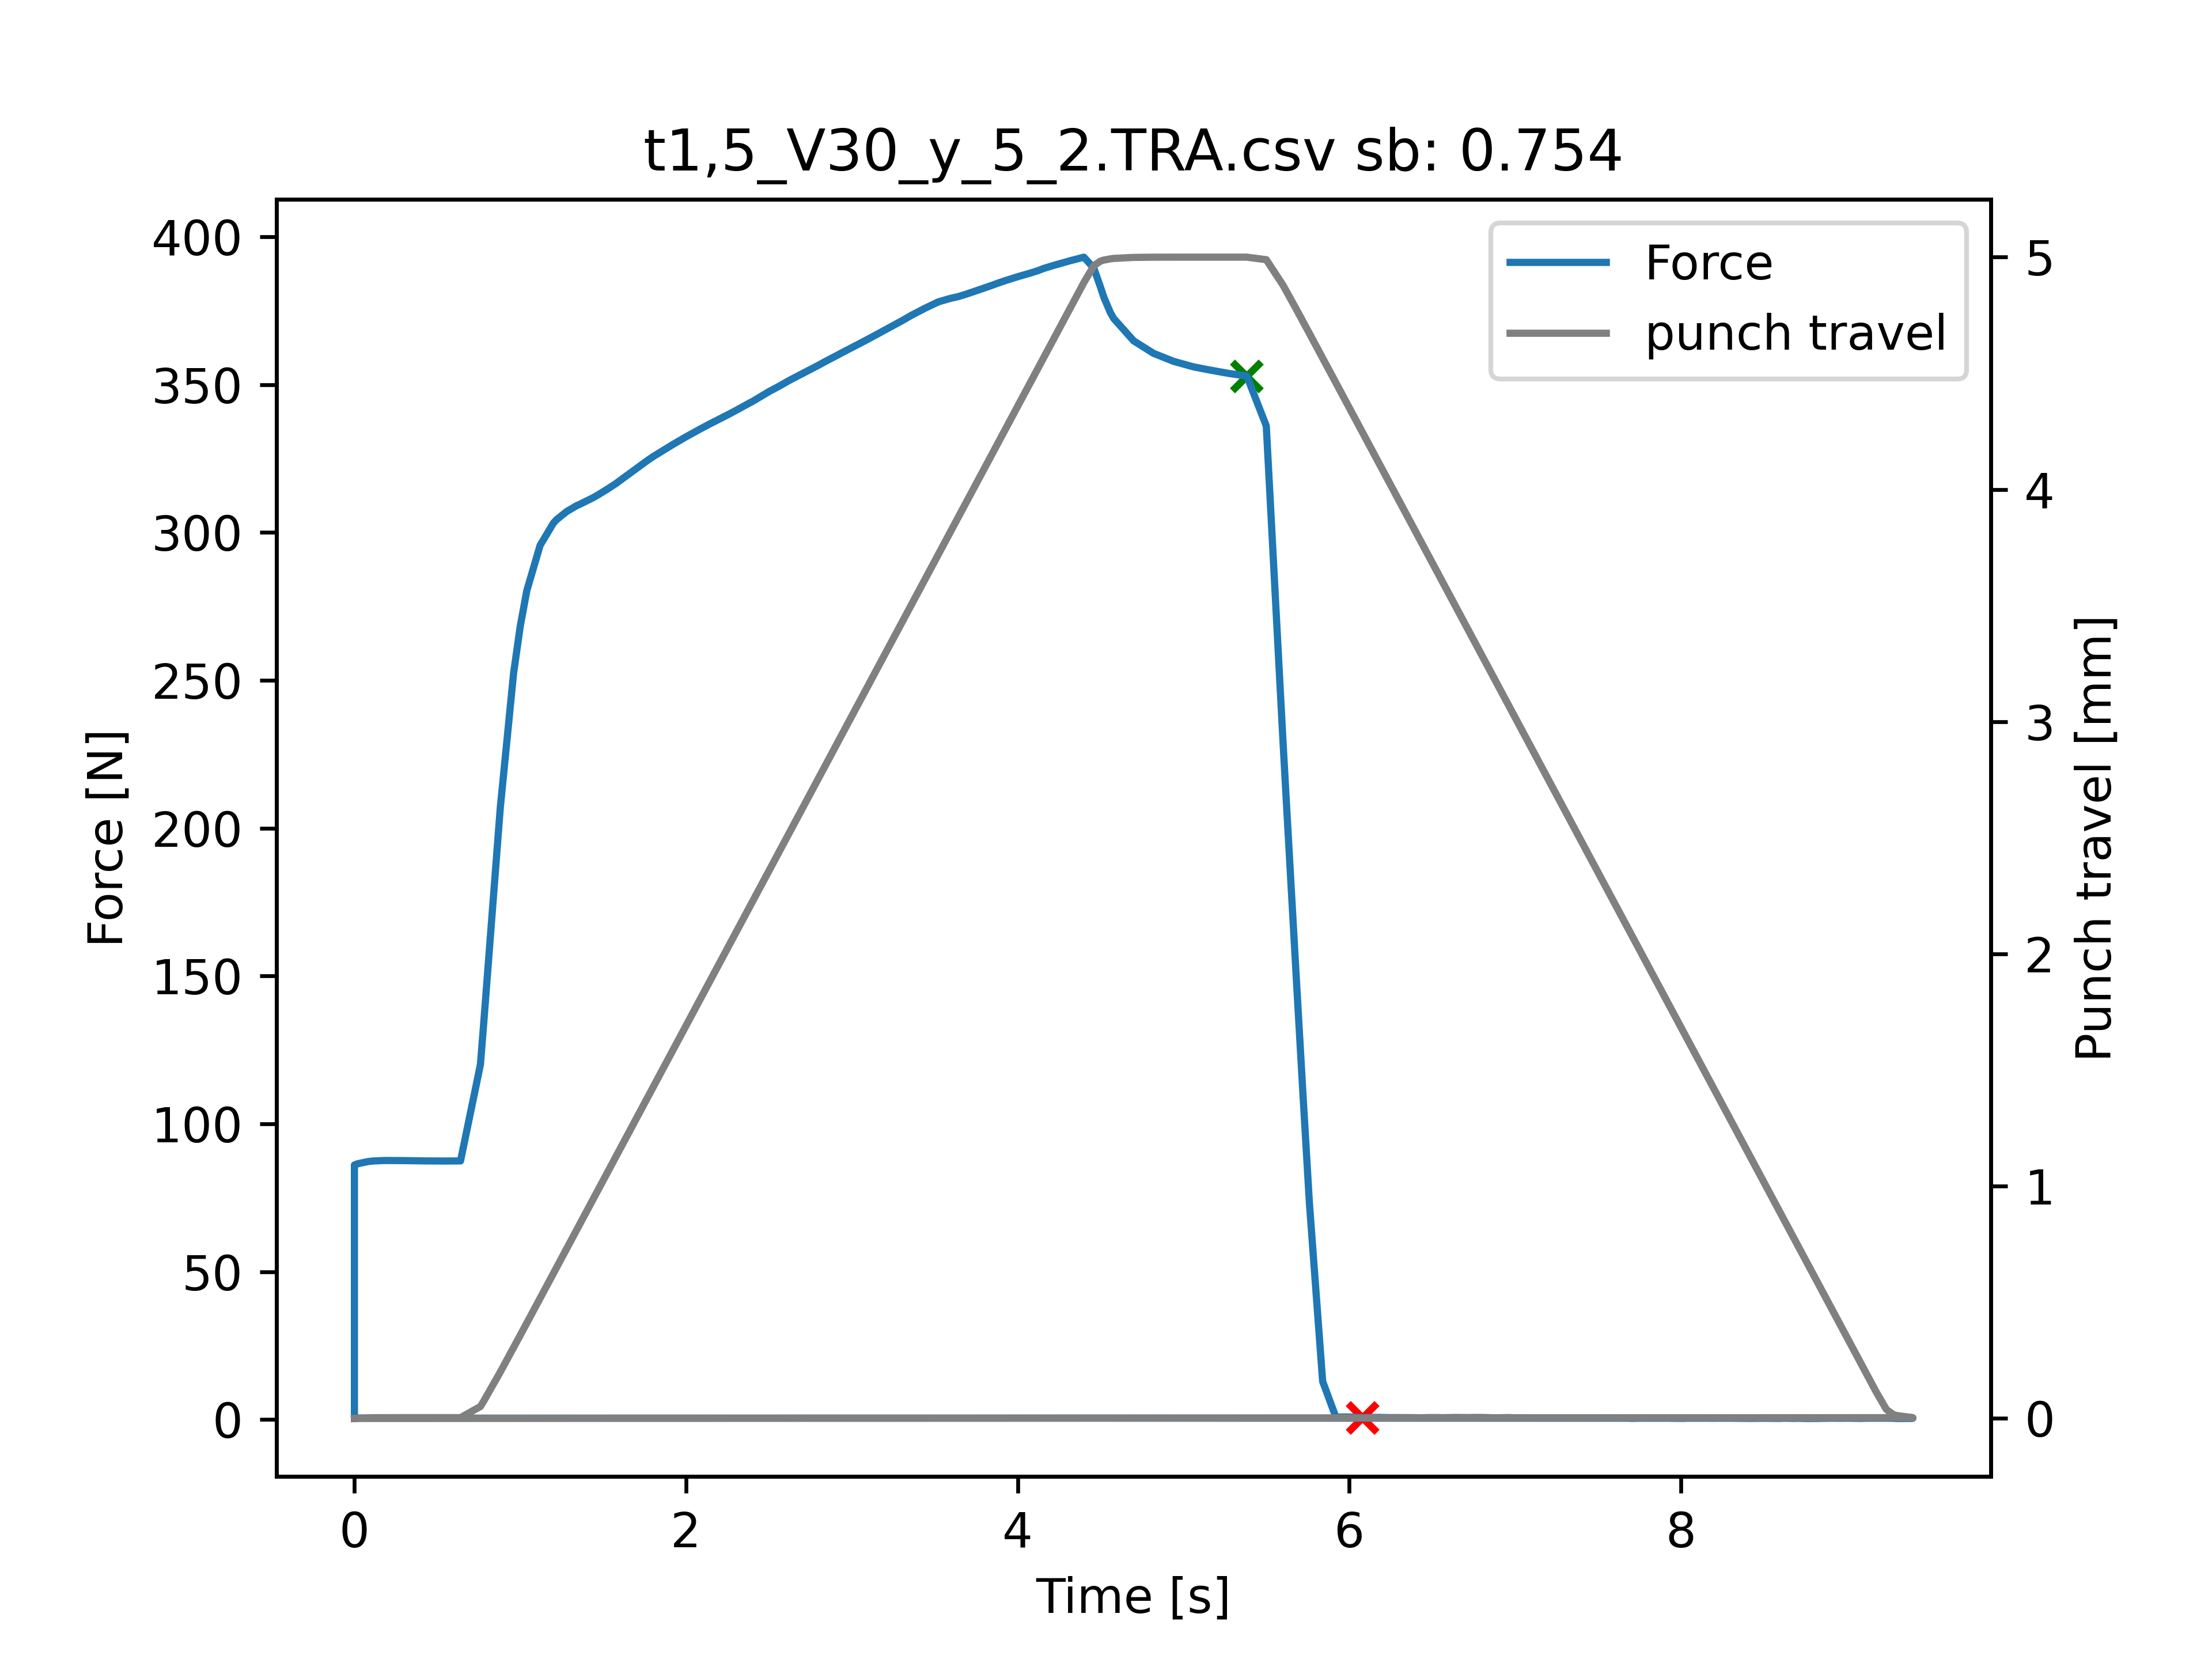 t1,5_V30_y_5_2.TRA.csv sb: 0.754
Force
punch travel
400
350
300
250
200
150
100
50
0
Force [N]
5
4
3
2
1
0
Punch travel [mm]
0 2 4 6 8
Time [s]